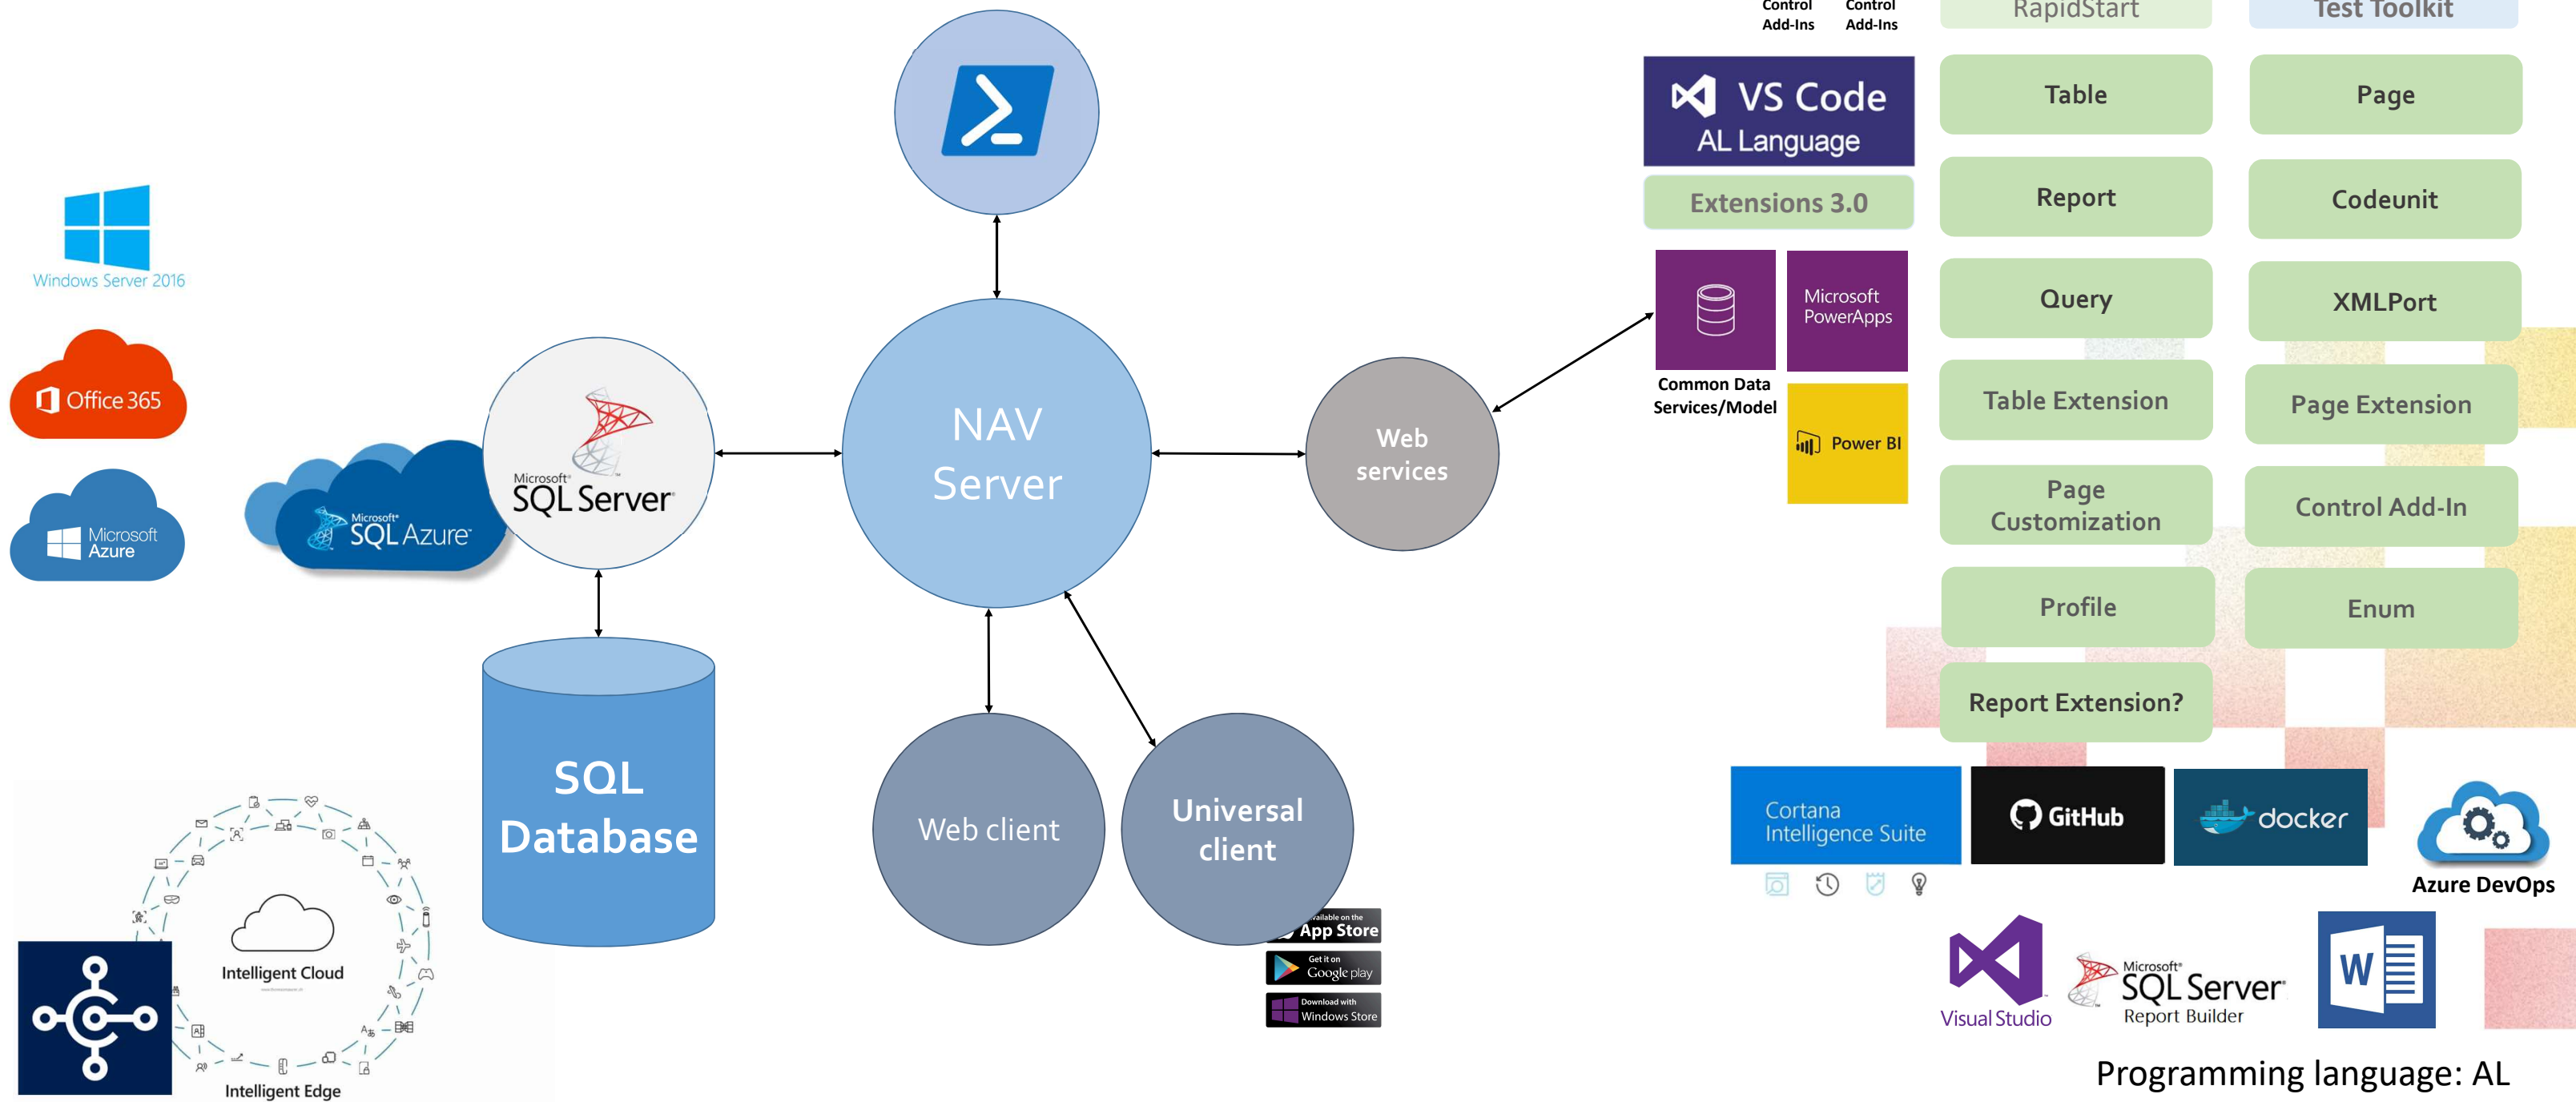 Control
Add-Ins
Control
Add-Ins
RapidStart
Test Toolkit
VS Code
AL Language
Extensions 3.0
Table
Page
Report
Codeunit
Query
XMLPort
Table Extension
Page Extension
Page
Customization
Control Add-In
Profile
Enum
Report Extension?
Windows Server 2016
Office 365
Microsoft
Azure
Microsoft®
SQL Azure™
Microsoft®
SQL Server®
NAV
Server
Web
services
Microsoft
PowerApps
Common Data
Services/Model
Power BI
SQL
Database
Web client
Universal
client
App Store
Get it on
Google play
Download with
Windows Store
Intelligent Cloud
Intelligent Edge
Cortana
Intelligence Suite
GitHub
docker
Azure DevOps
Visual Studio
Microsoft®
SQL Server®
Report Builder
W
Programming language: AL